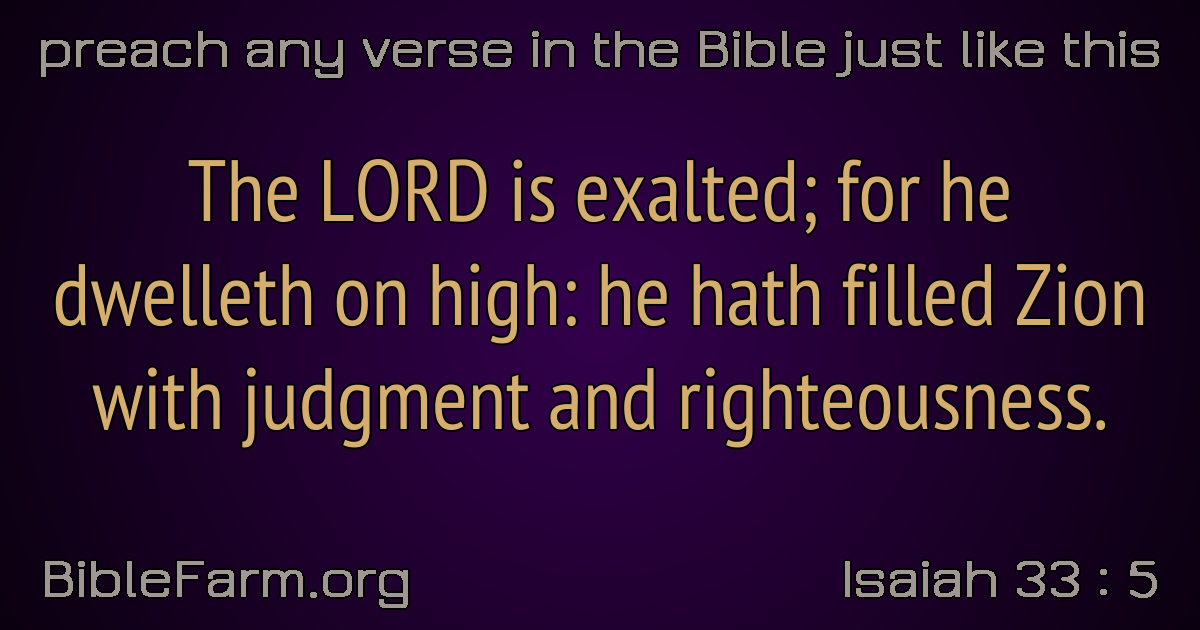 preach any verse in the Bible just like this
The LORD is exalted; for he
dwelleth on high: he hath filled Zion
with judgment and righteousness.
BibleFarm.org
Isaiah 33 : 5